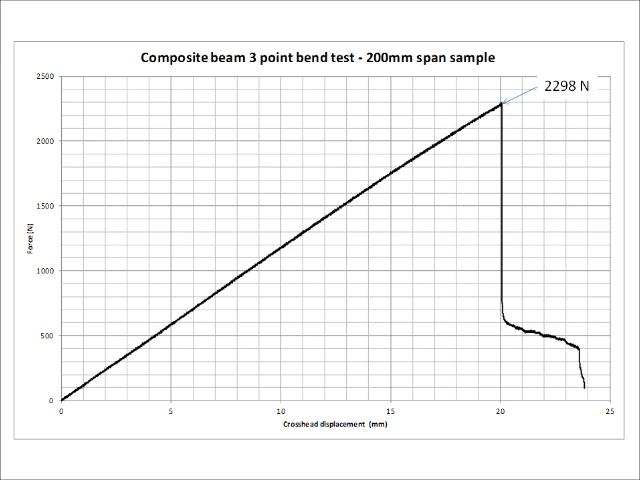 Composite beam 3 point bend test - 200mm span sample
2298 N
2500
2000
1500
1000
500
0
Force (N)
0 5 10 15 20 25
Crosshead displacement (mm)